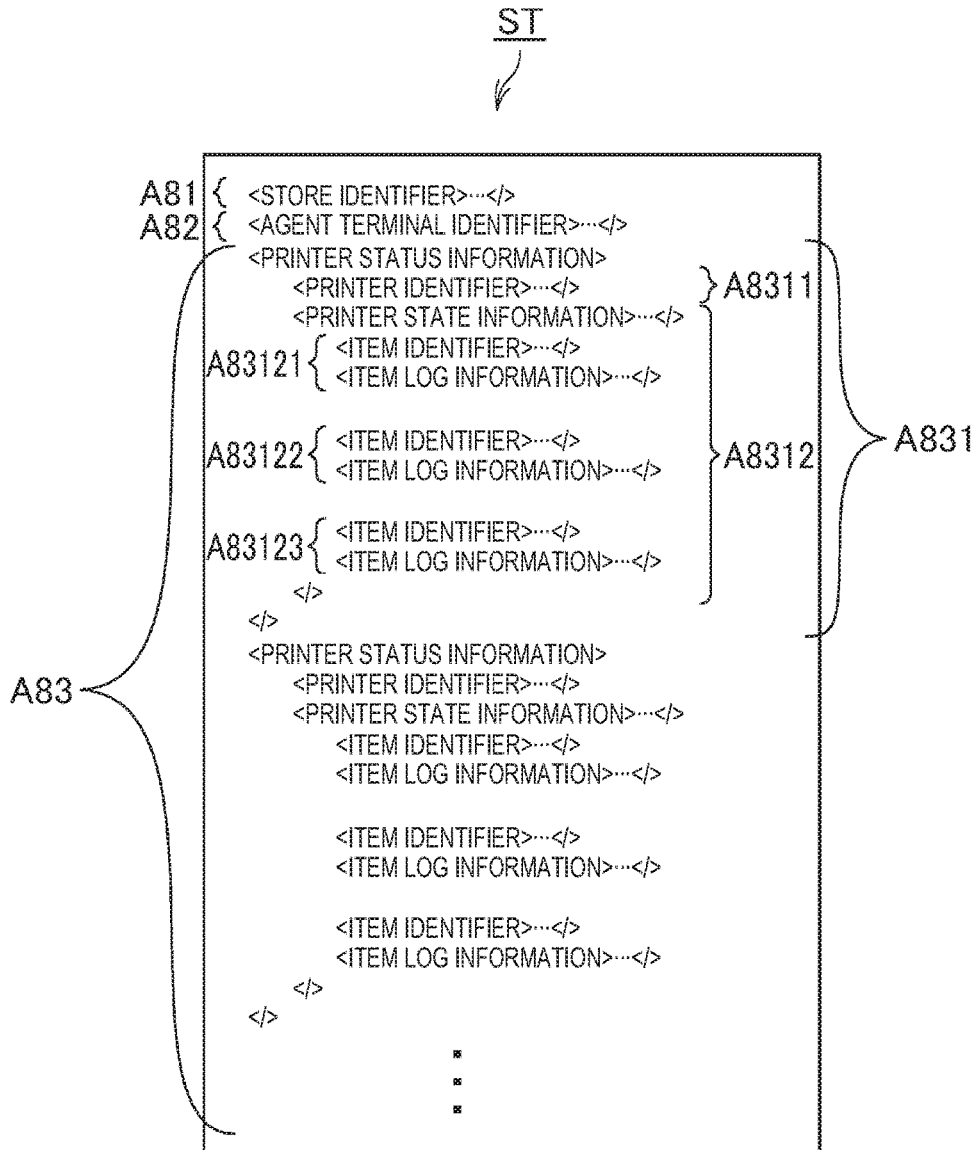 ST
A81 { <STORE IDENTIFIER>···</>
A82 { <AGENT TERMINAL IDENTIFIER>···</>
<PRINTER STATUS INFORMATION>
<PRINTER IDENTIFIER>···</> } A8311
<PRINTER STATE INFORMATION>···</>
A83121 { <ITEM IDENTIFIER>···</>
<ITEM LOG INFORMATION>···</>
A83122 { <ITEM IDENTIFIER>···</>
<ITEM LOG INFORMATION>···</>
A8312
A831
A83123 { <ITEM IDENTIFIER>···</>
<ITEM LOG INFORMATION>···</>
</>
</>
<PRINTER STATUS INFORMATION>
A83
<PRINTER IDENTIFIER>···</>
<PRINTER STATE INFORMATION>···</>
<ITEM IDENTIFIER>···</>
<ITEM LOG INFORMATION>···</>
<ITEM IDENTIFIER>···</>
<ITEM LOG INFORMATION>···</>
<ITEM IDENTIFIER>···</>
<ITEM LOG INFORMATION>···</>
</>
</>